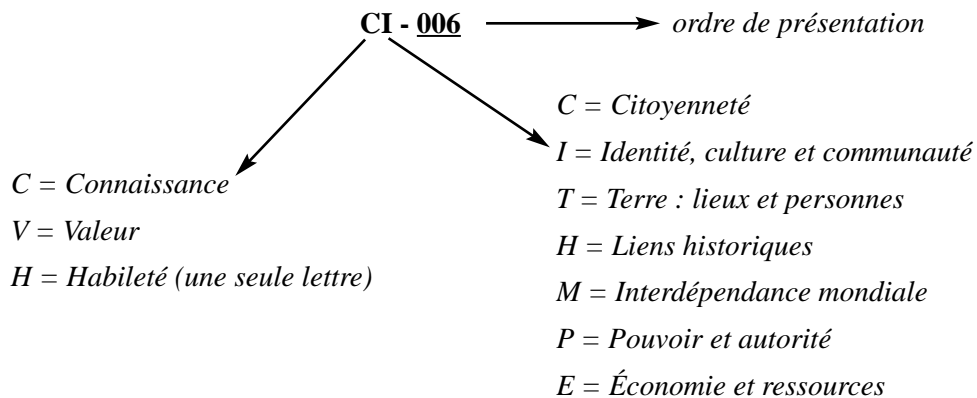 CI - 006
ordre de présentation
C = Connaissance
V = Valeur
H = Habileté (une seule lettre)
C = Citoyenneté
I = Identité, culture et communauté
T = Terre : lieux et personnes
H = Liens historiques
M = Interdépendance mondiale
P = Pouvoir et autorité
E = Économie et ressources